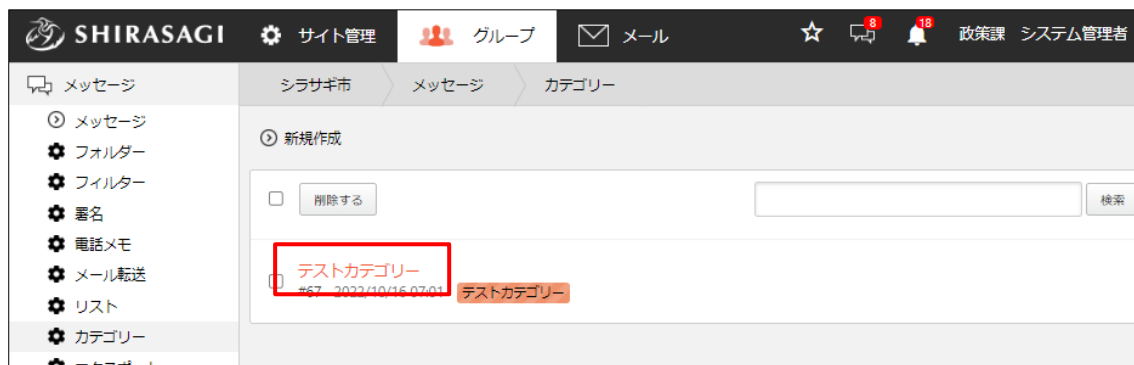 SHIRASAGI サイト管理 グループ メール 8 18 政策課 システム管理者
メッセージ
シラサギ市 メッセージ カテゴリー
メッセージ
フォルダー
フィルター
署名
電話メモ
メール転送
リスト
カテゴリー
新規作成
削除する 検索
テストカテゴリー
#67 2022/10/16 07:01 テストカテゴリー